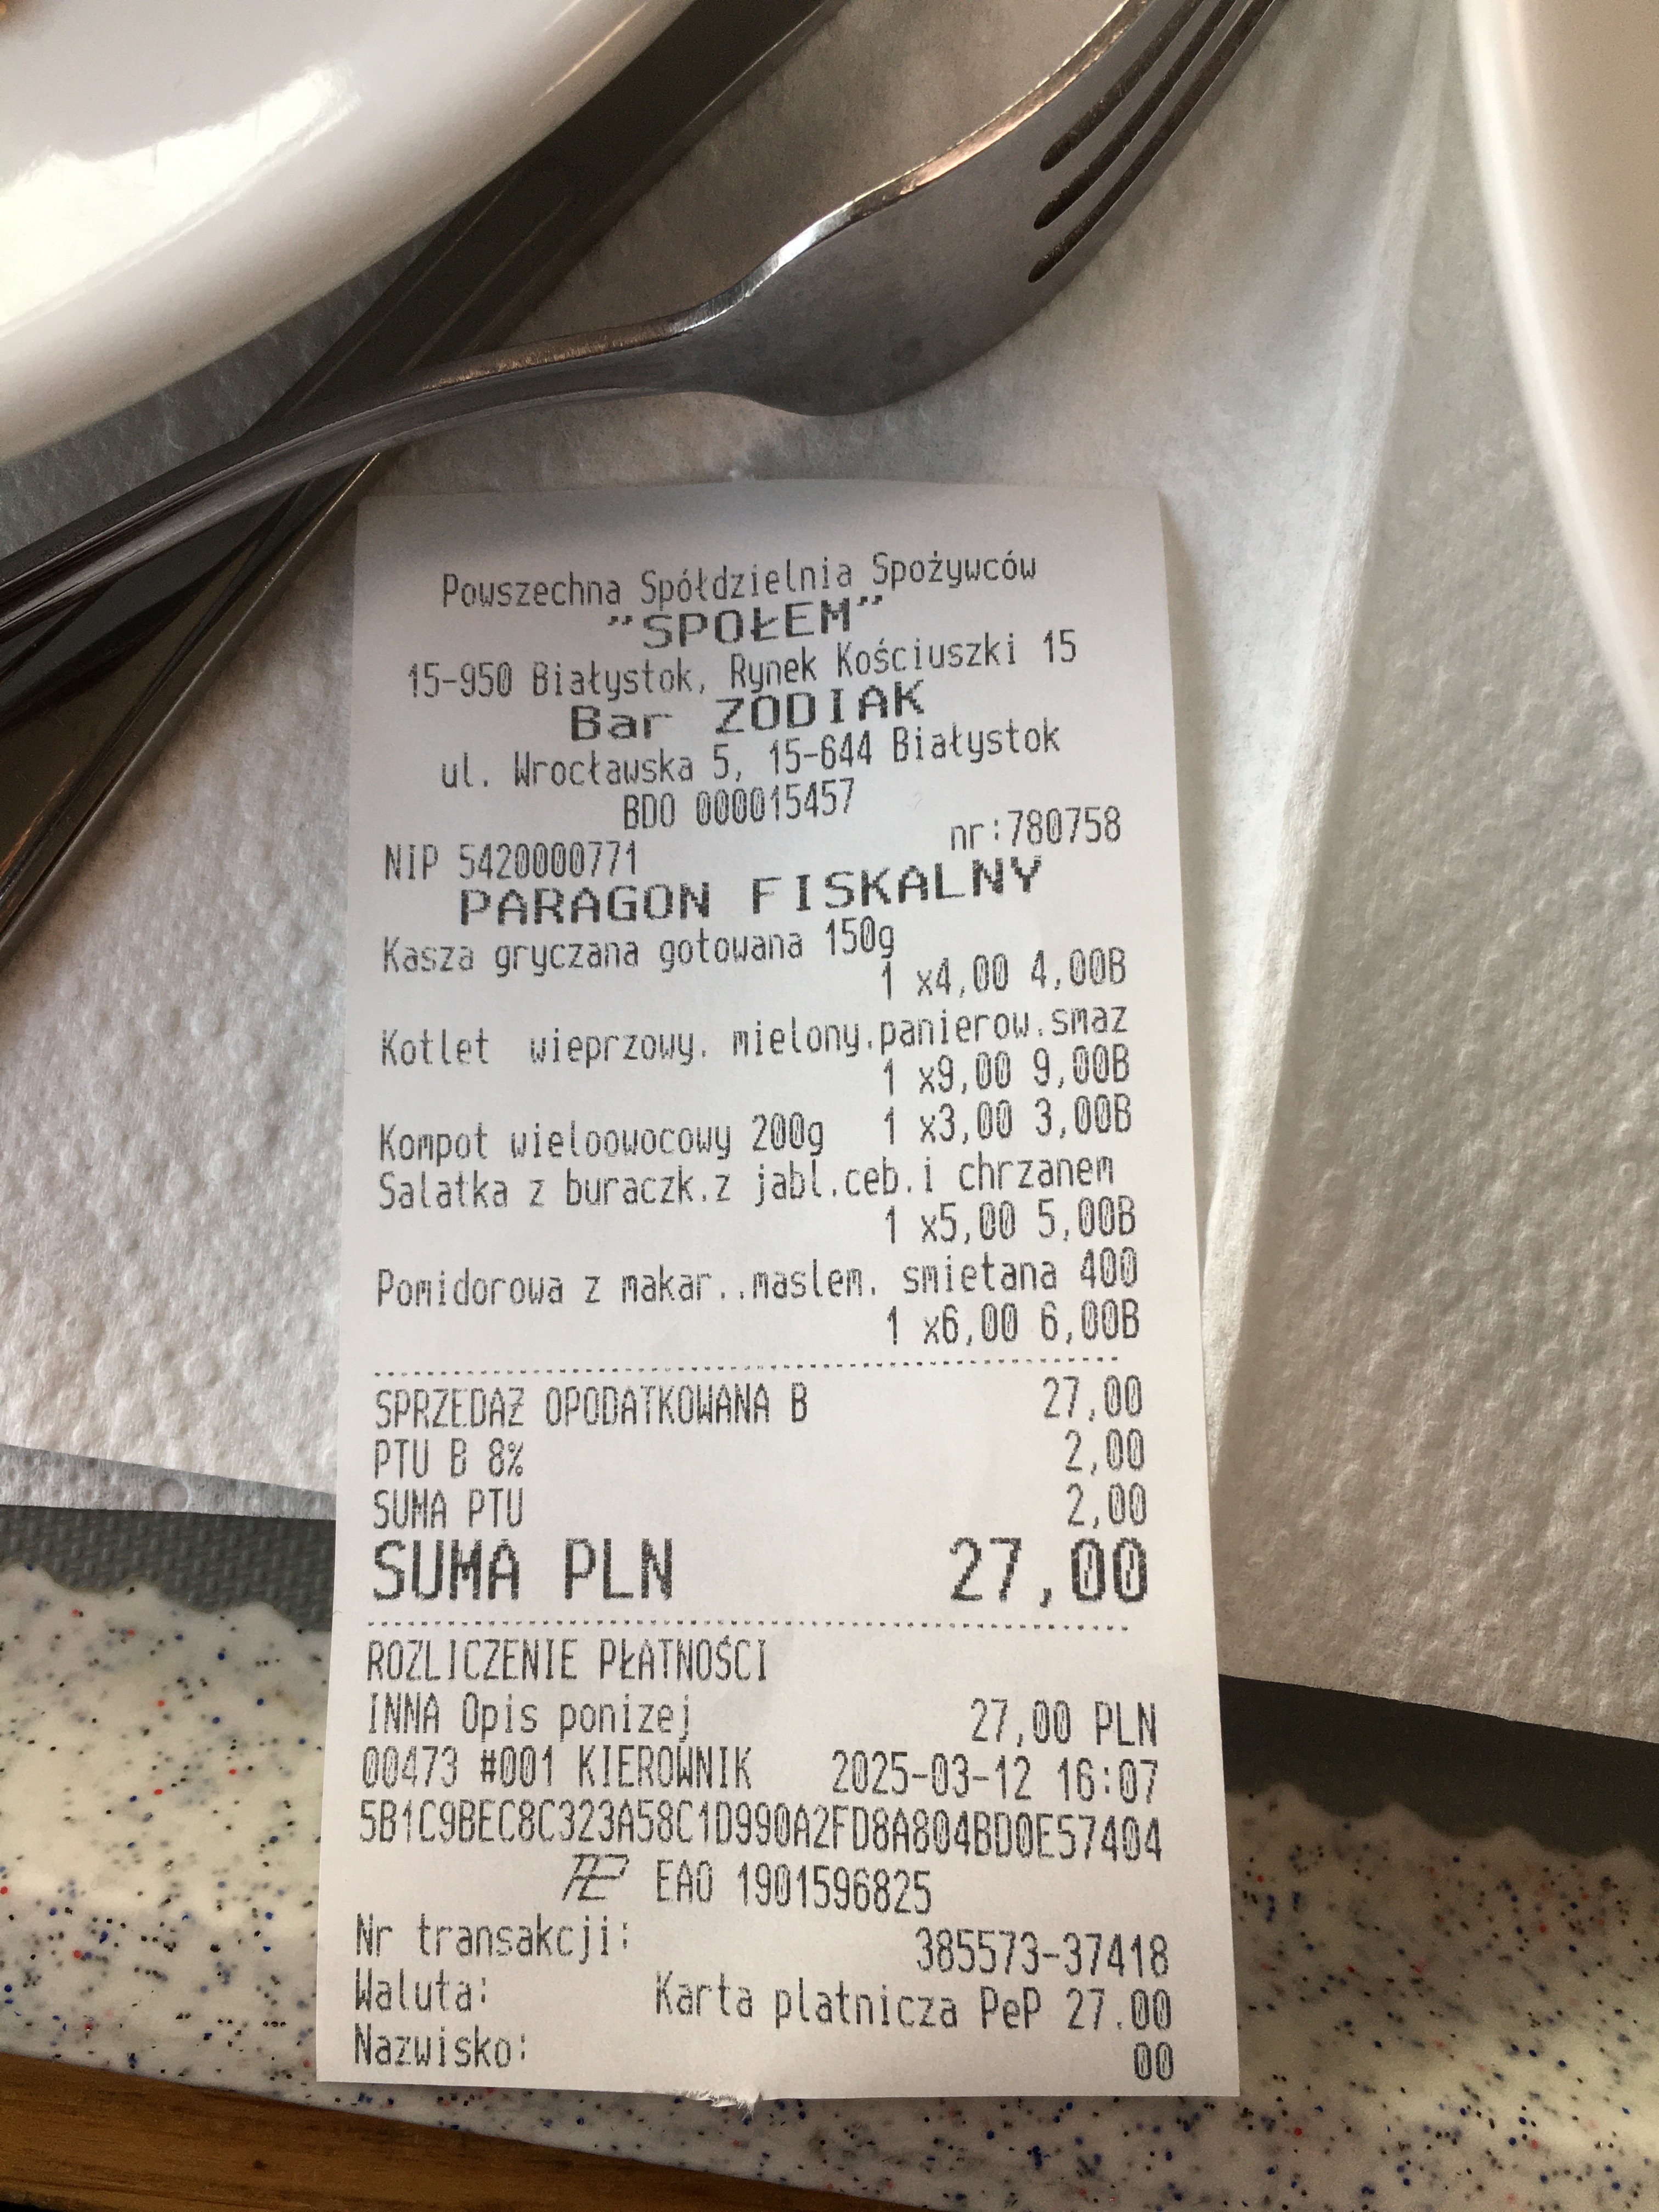 Powszechna Spółdzielnia Spożywców
"SPOŁEM"
15-950 Białystok, Rynek Kościuszki 15
Bar ZODIAK
ul. Wrocławska 5, 15-644 Białystok
BDO 000015457
NIP 5420000771 nr:780758
PARAGON FISKALNY
Kasza gryczana gotowana 150g
1 x4,00 4,00B
Kotlet wieprzowy. mielony.panierow.smaz
1 x9,00 9,00B
Kompot wieloowocowy 200g 1 x3,00 3,00B
Salatka z buraczk.z jabl.ceb.i chrzanem
1 x5,00 5,00B
Pomidorowa z makar..maslem. smietana 400
1 x6,00 6,00B
SPRZEDAŻ OPODATKOWANA B 27,00
PTU B 8% 2,00
SUMA PTU 2,00
SUMA PLN 27,00
ROZLICZENIE PŁATNOŚCI
INNA Opis ponizej 27,00 PLN
00473 #001 KIEROWNIK 2025-03-12 16:07
5B1C9BEC8C323A58C1D990A2FD8A804BD0E57404
EAO 1901596825
Nr transakcji: 385573-37418
Waluta: Karta platnicza PeP 27.00
Nazwisko: 00